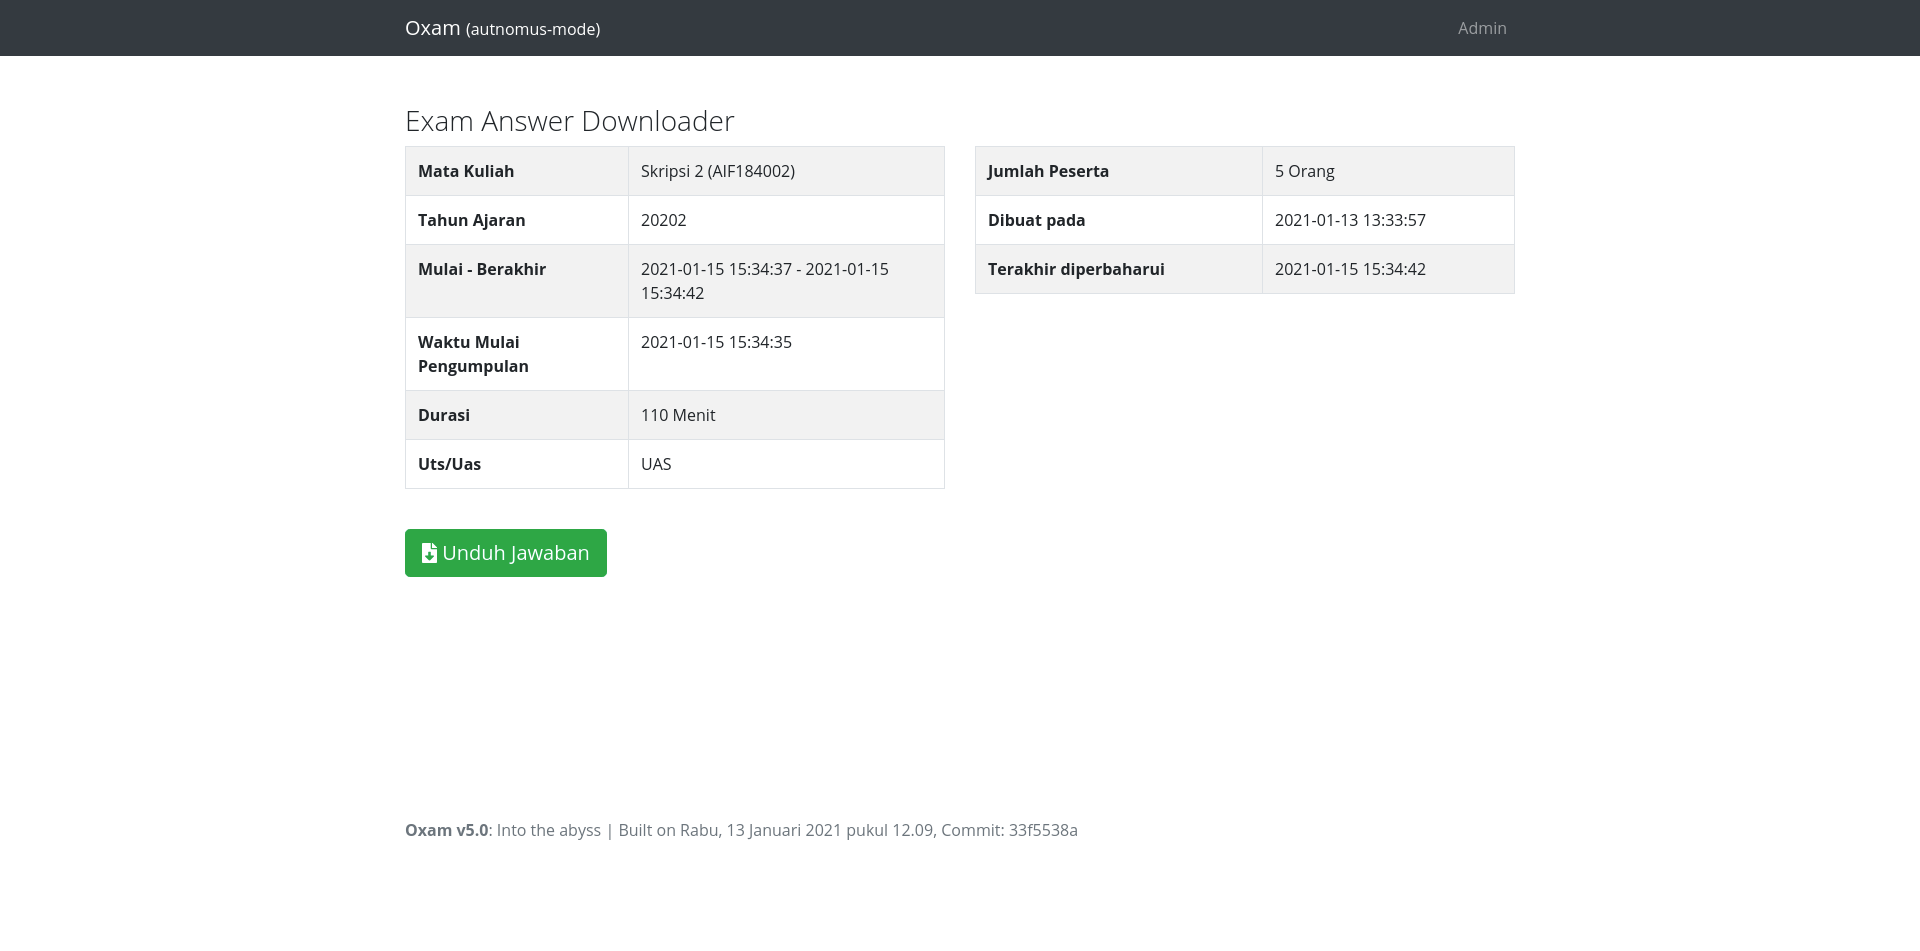 Oxam (autnomus-mode)
Admin
Exam Answer Downloader
Mata Kuliah
Skripsi 2 (AIF184002)
Tahun Ajaran
20202
Mulai - Berakhir
2021-01-15 15:34:37 - 2021-01-15
15:34:42
Waktu Mulai
Pengumpulan
2021-01-15 15:34:35
Durasi
110 Menit
Uts/Uas
UAS
Jumlah Peserta
5 Orang
Dibuat pada
2021-01-13 13:33:57
Terakhir diperbaharui
2021-01-15 15:34:42
Unduh Jawaban
Oxam v5.0: Into the abyss | Built on Rabu, 13 Januari 2021 pukul 12.09, Commit: 33f5538a